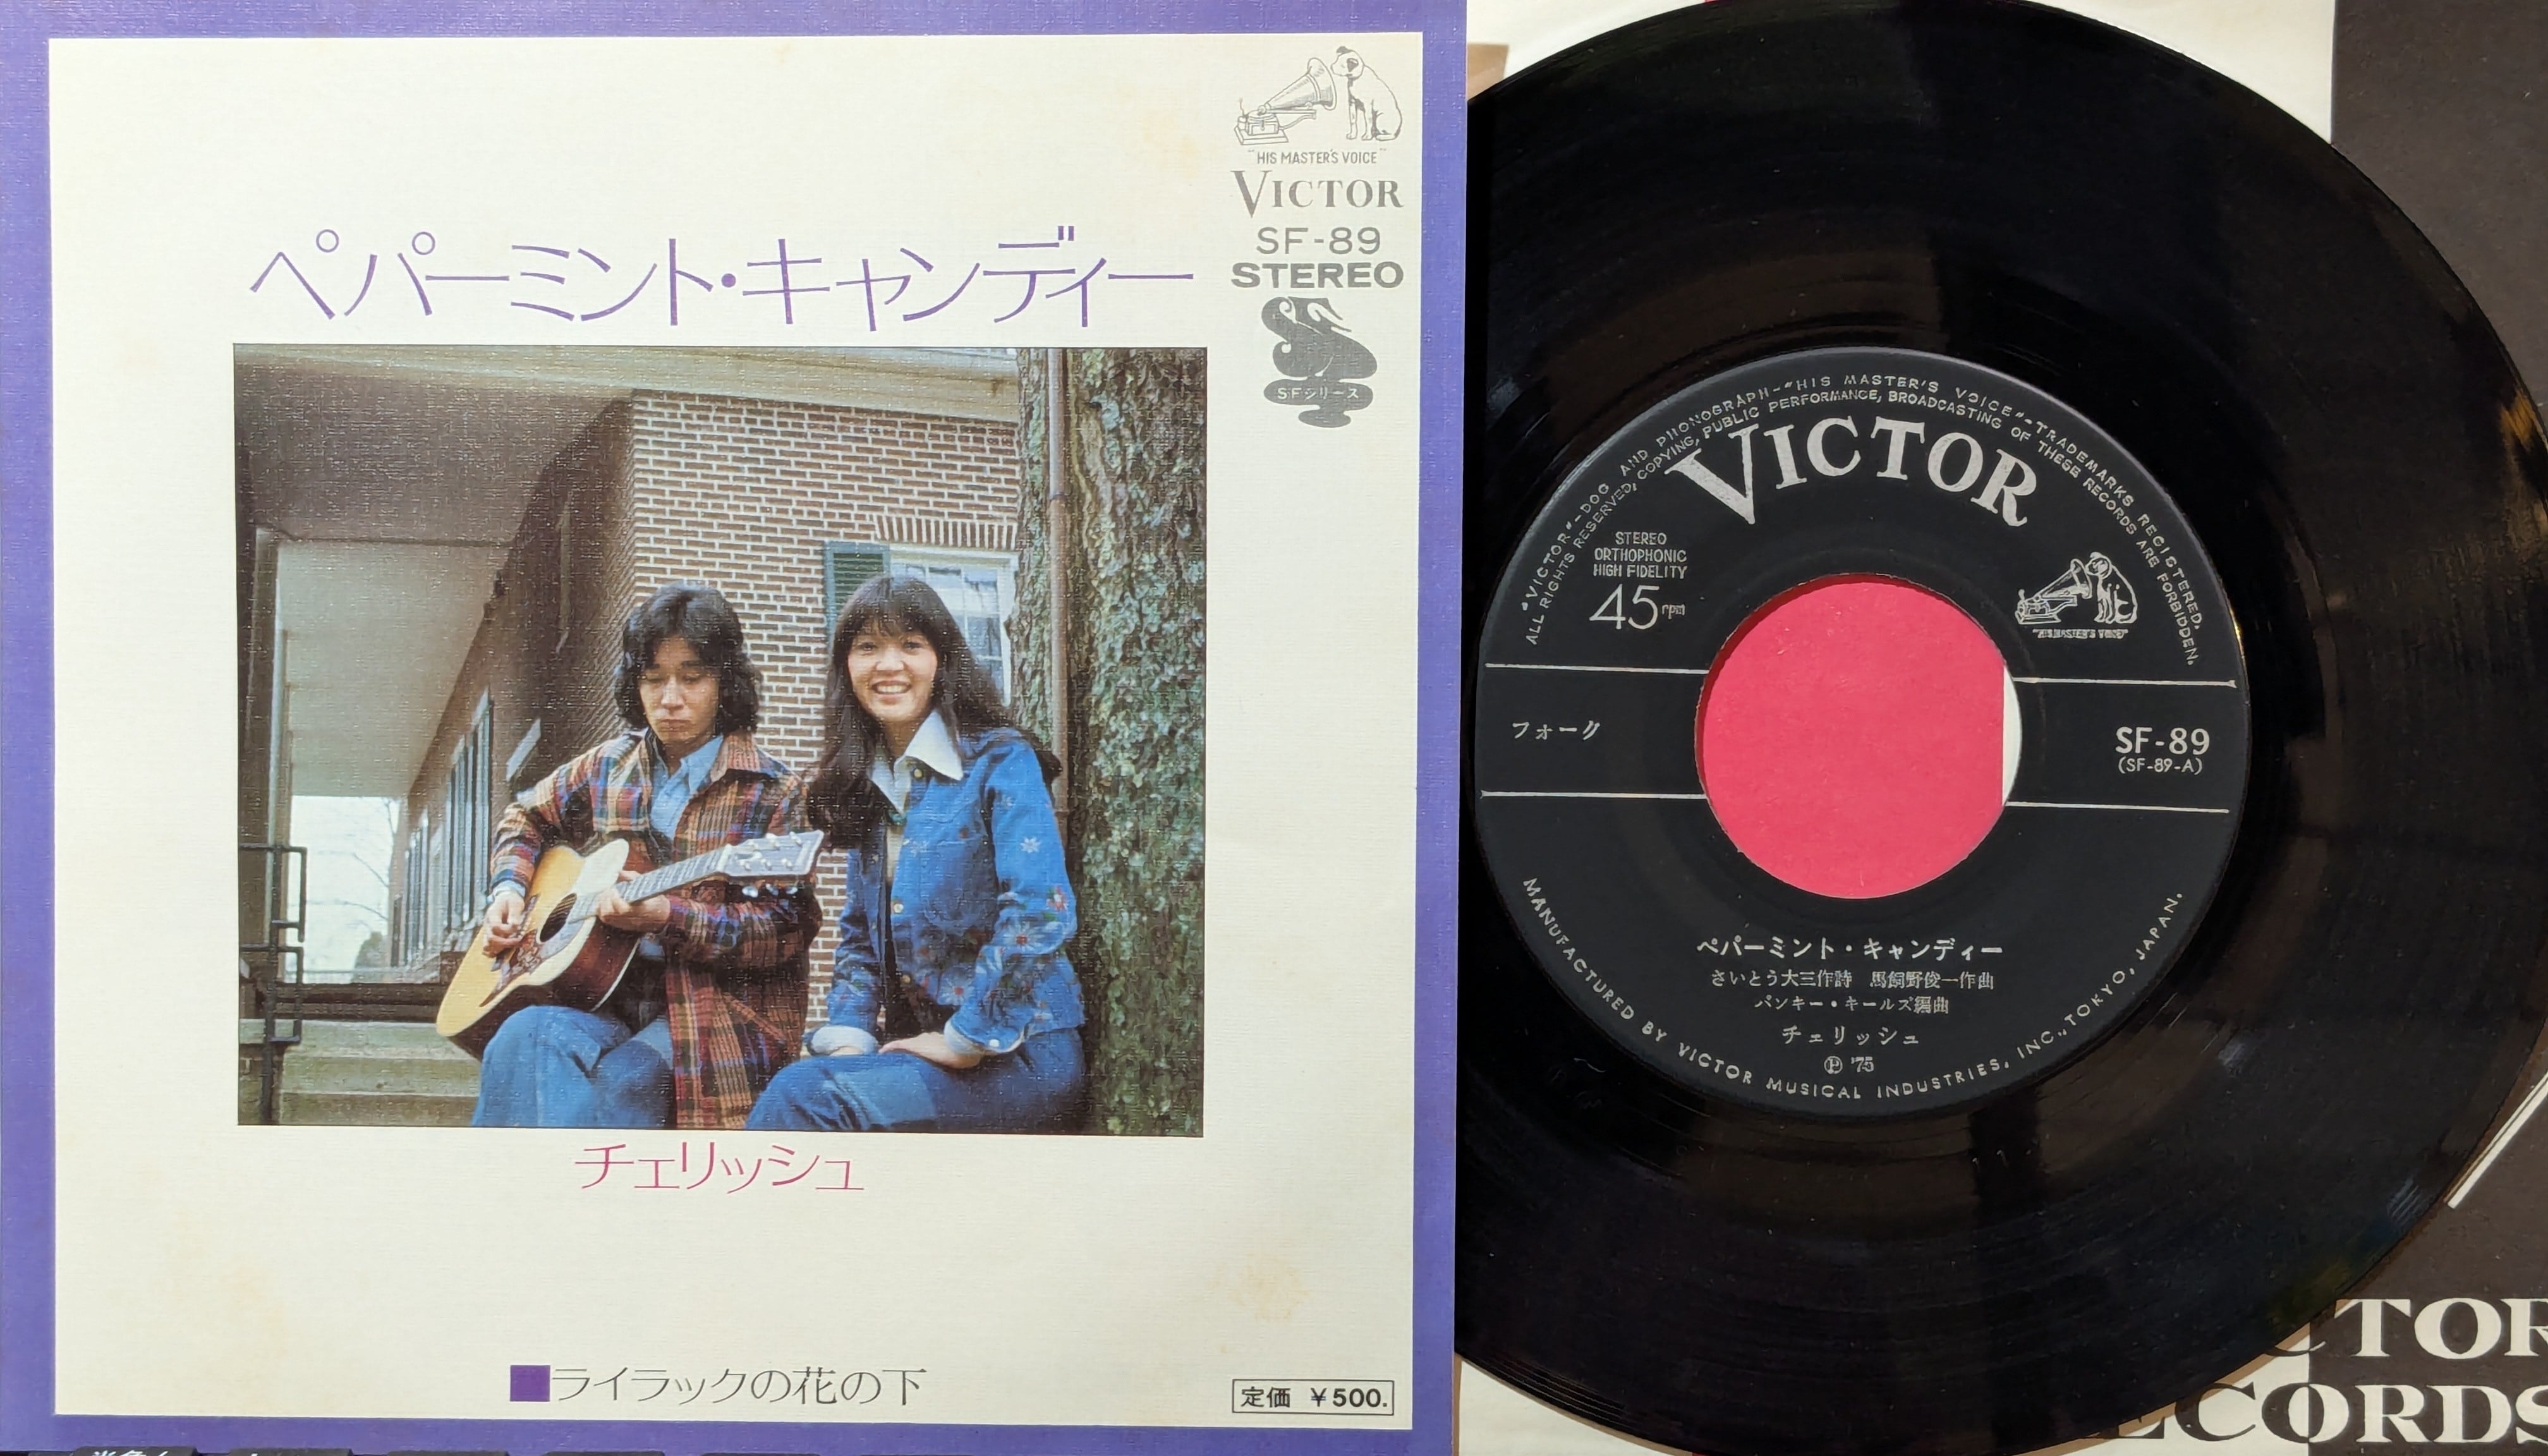 ペパーミント・キャンディー
"HIS MASTER'S VOICE"
VICTOR
SF-89
STEREO
SFシリーズ
チェリッシュ
■ライラックの花の下
定価 ¥500.
"VICTOR"-DOG AND PHONOGRAPH-"HIS MASTER'S VOICE"-TRADEMARKS REGISTERED.
ALL RIGHTS RESERVED, COPYING, PUBLIC PERFORMANCE, BROADCASTING OF THESE RECORDS ARE FORBIDDEN.
VICTOR
STEREO
ORTHOPHONIC
HIGH FIDELITY
45rpm
"HIS MASTER'S VOICE"
フォーク
SF-89
(SF-89-A)
ペパーミント・キャンディー
さいとう大三作詩 馬飼野俊一作曲
パンキー・キールズ編曲
チェリッシュ
Ⓟ '75
MANUFACTURED BY VICTOR MUSICAL INDUSTRIES, INC., TOKYO, JAPAN.
CTOR
ECORDS